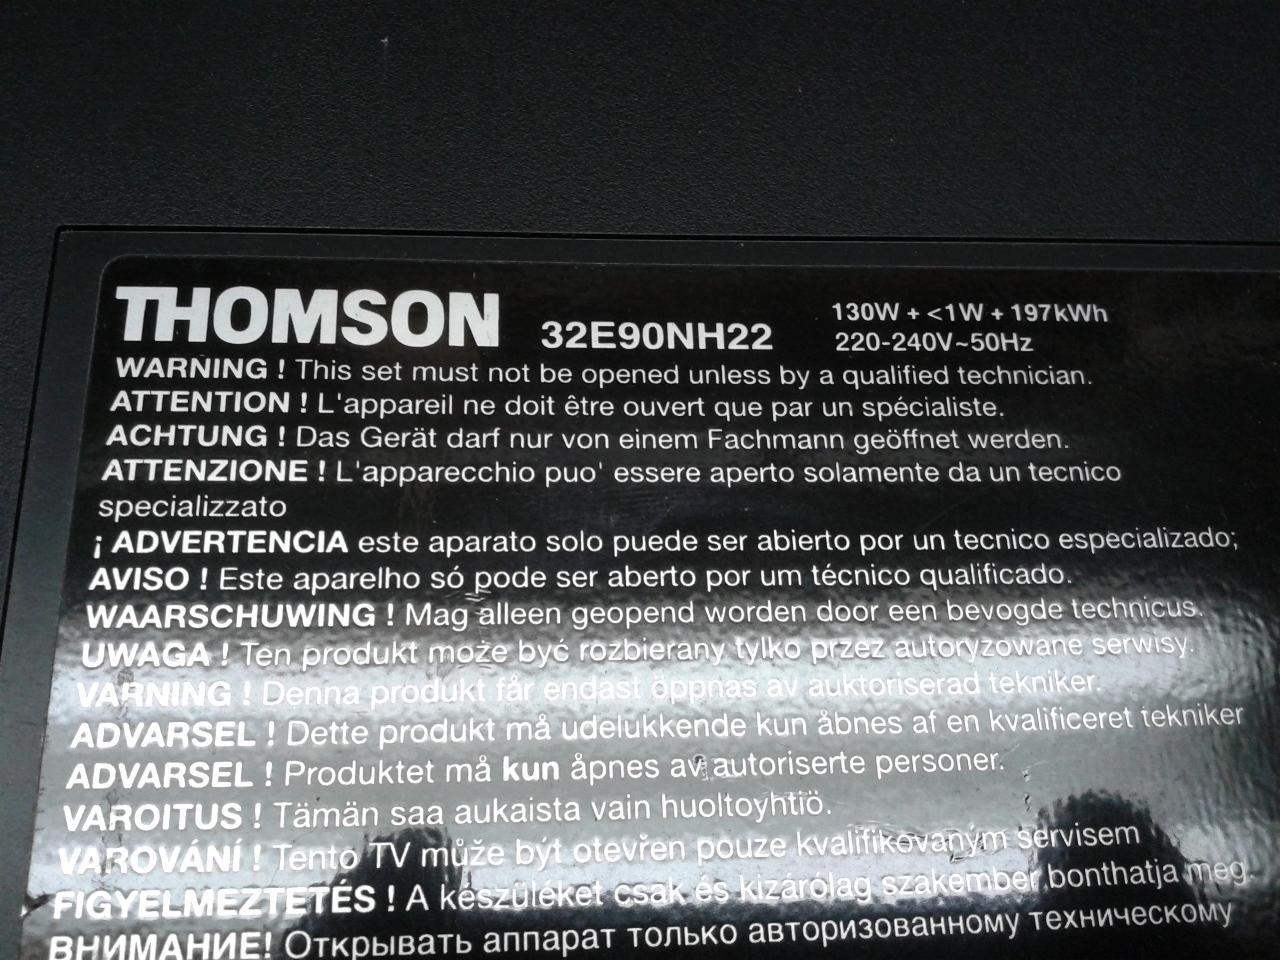 THOMSON 32E90NH22 130W + <1W + 197kWh
220-240V~50Hz
WARNING ! This set must not be opened unless by a qualified technician.
ATTENTION ! L'appareil ne doit être ouvert que par un spécialiste.
ACHTUNG ! Das Gerät darf nur von einem Fachmann geöffnet werden.
ATTENZIONE ! L'apparecchio puo' essere aperto solamente da un tecnico
specializzato
¡ ADVERTENCIA este aparato solo puede ser abierto por un tecnico especializado;
AVISO ! Este aparelho só pode ser aberto por um técnico qualificado.
WAARSCHUWING ! Mag alleen geopend worden door een bevogde technicus.
UWAGA ! Ten produkt może być rozbierany tylko przez autoryzowane serwisy.
VARNING ! Denna produkt får endast öppnas av auktoriserad tekniker.
ADVARSEL ! Dette produkt må udelukkende kun åbnes af en kvalificeret tekniker
ADVARSEL ! Produktet må kun åpnes av autoriserte personer.
VAROITUS ! Tämän saa aukaista vain huoltoyhtiö.
VAROVÁNÍ ! Tento TV může být otevřen pouze kvalifikovaným servisem
FIGYELMEZTETÉS ! A készüléket csak és kizárólag szakember bonthatja meg.
ВНИМАНИЕ! Открывать аппарат только авторизованному техническому